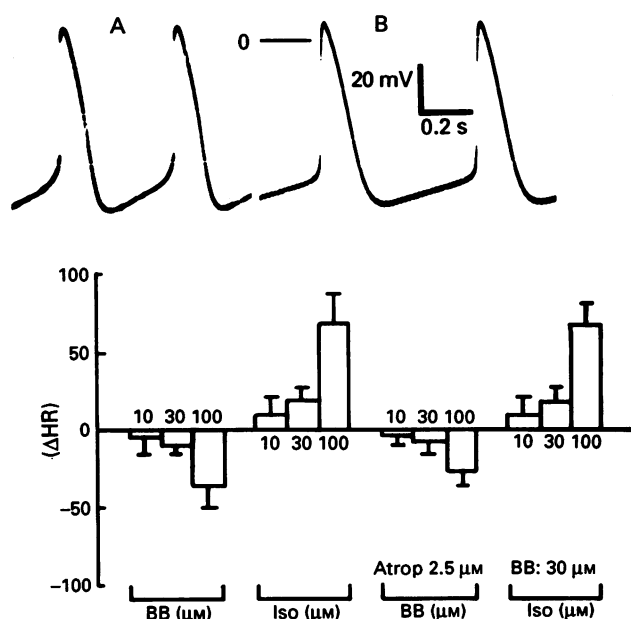 A
B
0
20 mV
0.2 s
100
50
0
−50
−100
(ΔHR)
10 30 100
10 30 100
10 30 100
10 30 100
Atrop 2.5 μM
BB: 30 μM
BB (μM)
Iso (μM)
BB (μM)
Iso (μM)